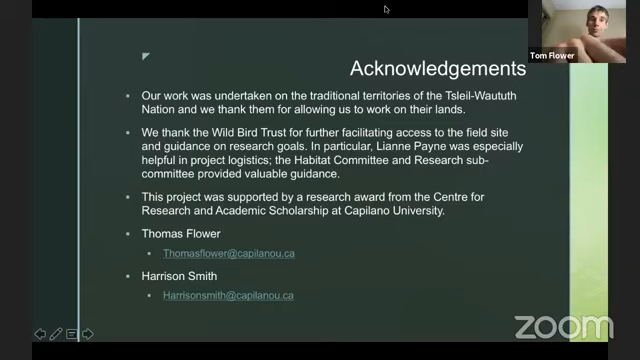 Tom Flower
Acknowledgements
Our work was undertaken on the traditional territories of the Tsleil-Waututh
Nation and we thank them for allowing us to work on their lands.
We thank the Wild Bird Trust for further facilitating access to the field site
and guidance on research goals. In particular, Lianne Payne was especially
helpful in project logistics; the Habitat Committee and Research sub-
committee provided valuable guidance.
This project was supported by a research award from the Centre for
Research and Academic Scholarship at Capilano University.
Thomas Flower
Thomasflower@capilanou.ca
Harrison Smith
Harrisonsmith@capilanou.ca
zoom